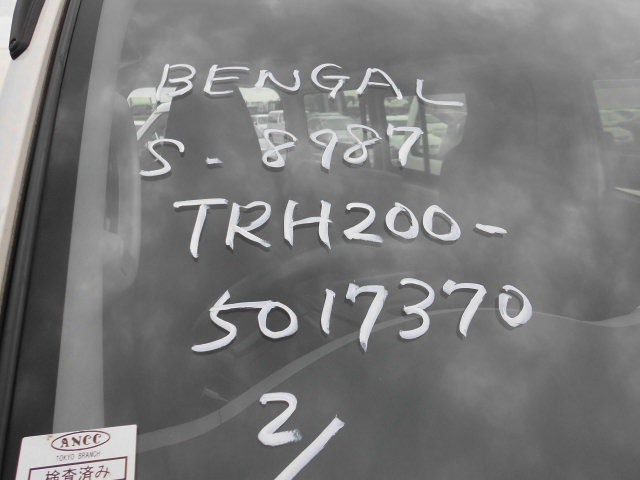 BENGAL
S-8987
TRH200-
5017370
2/
ANCC
TOKYO BRANCH
検査済み